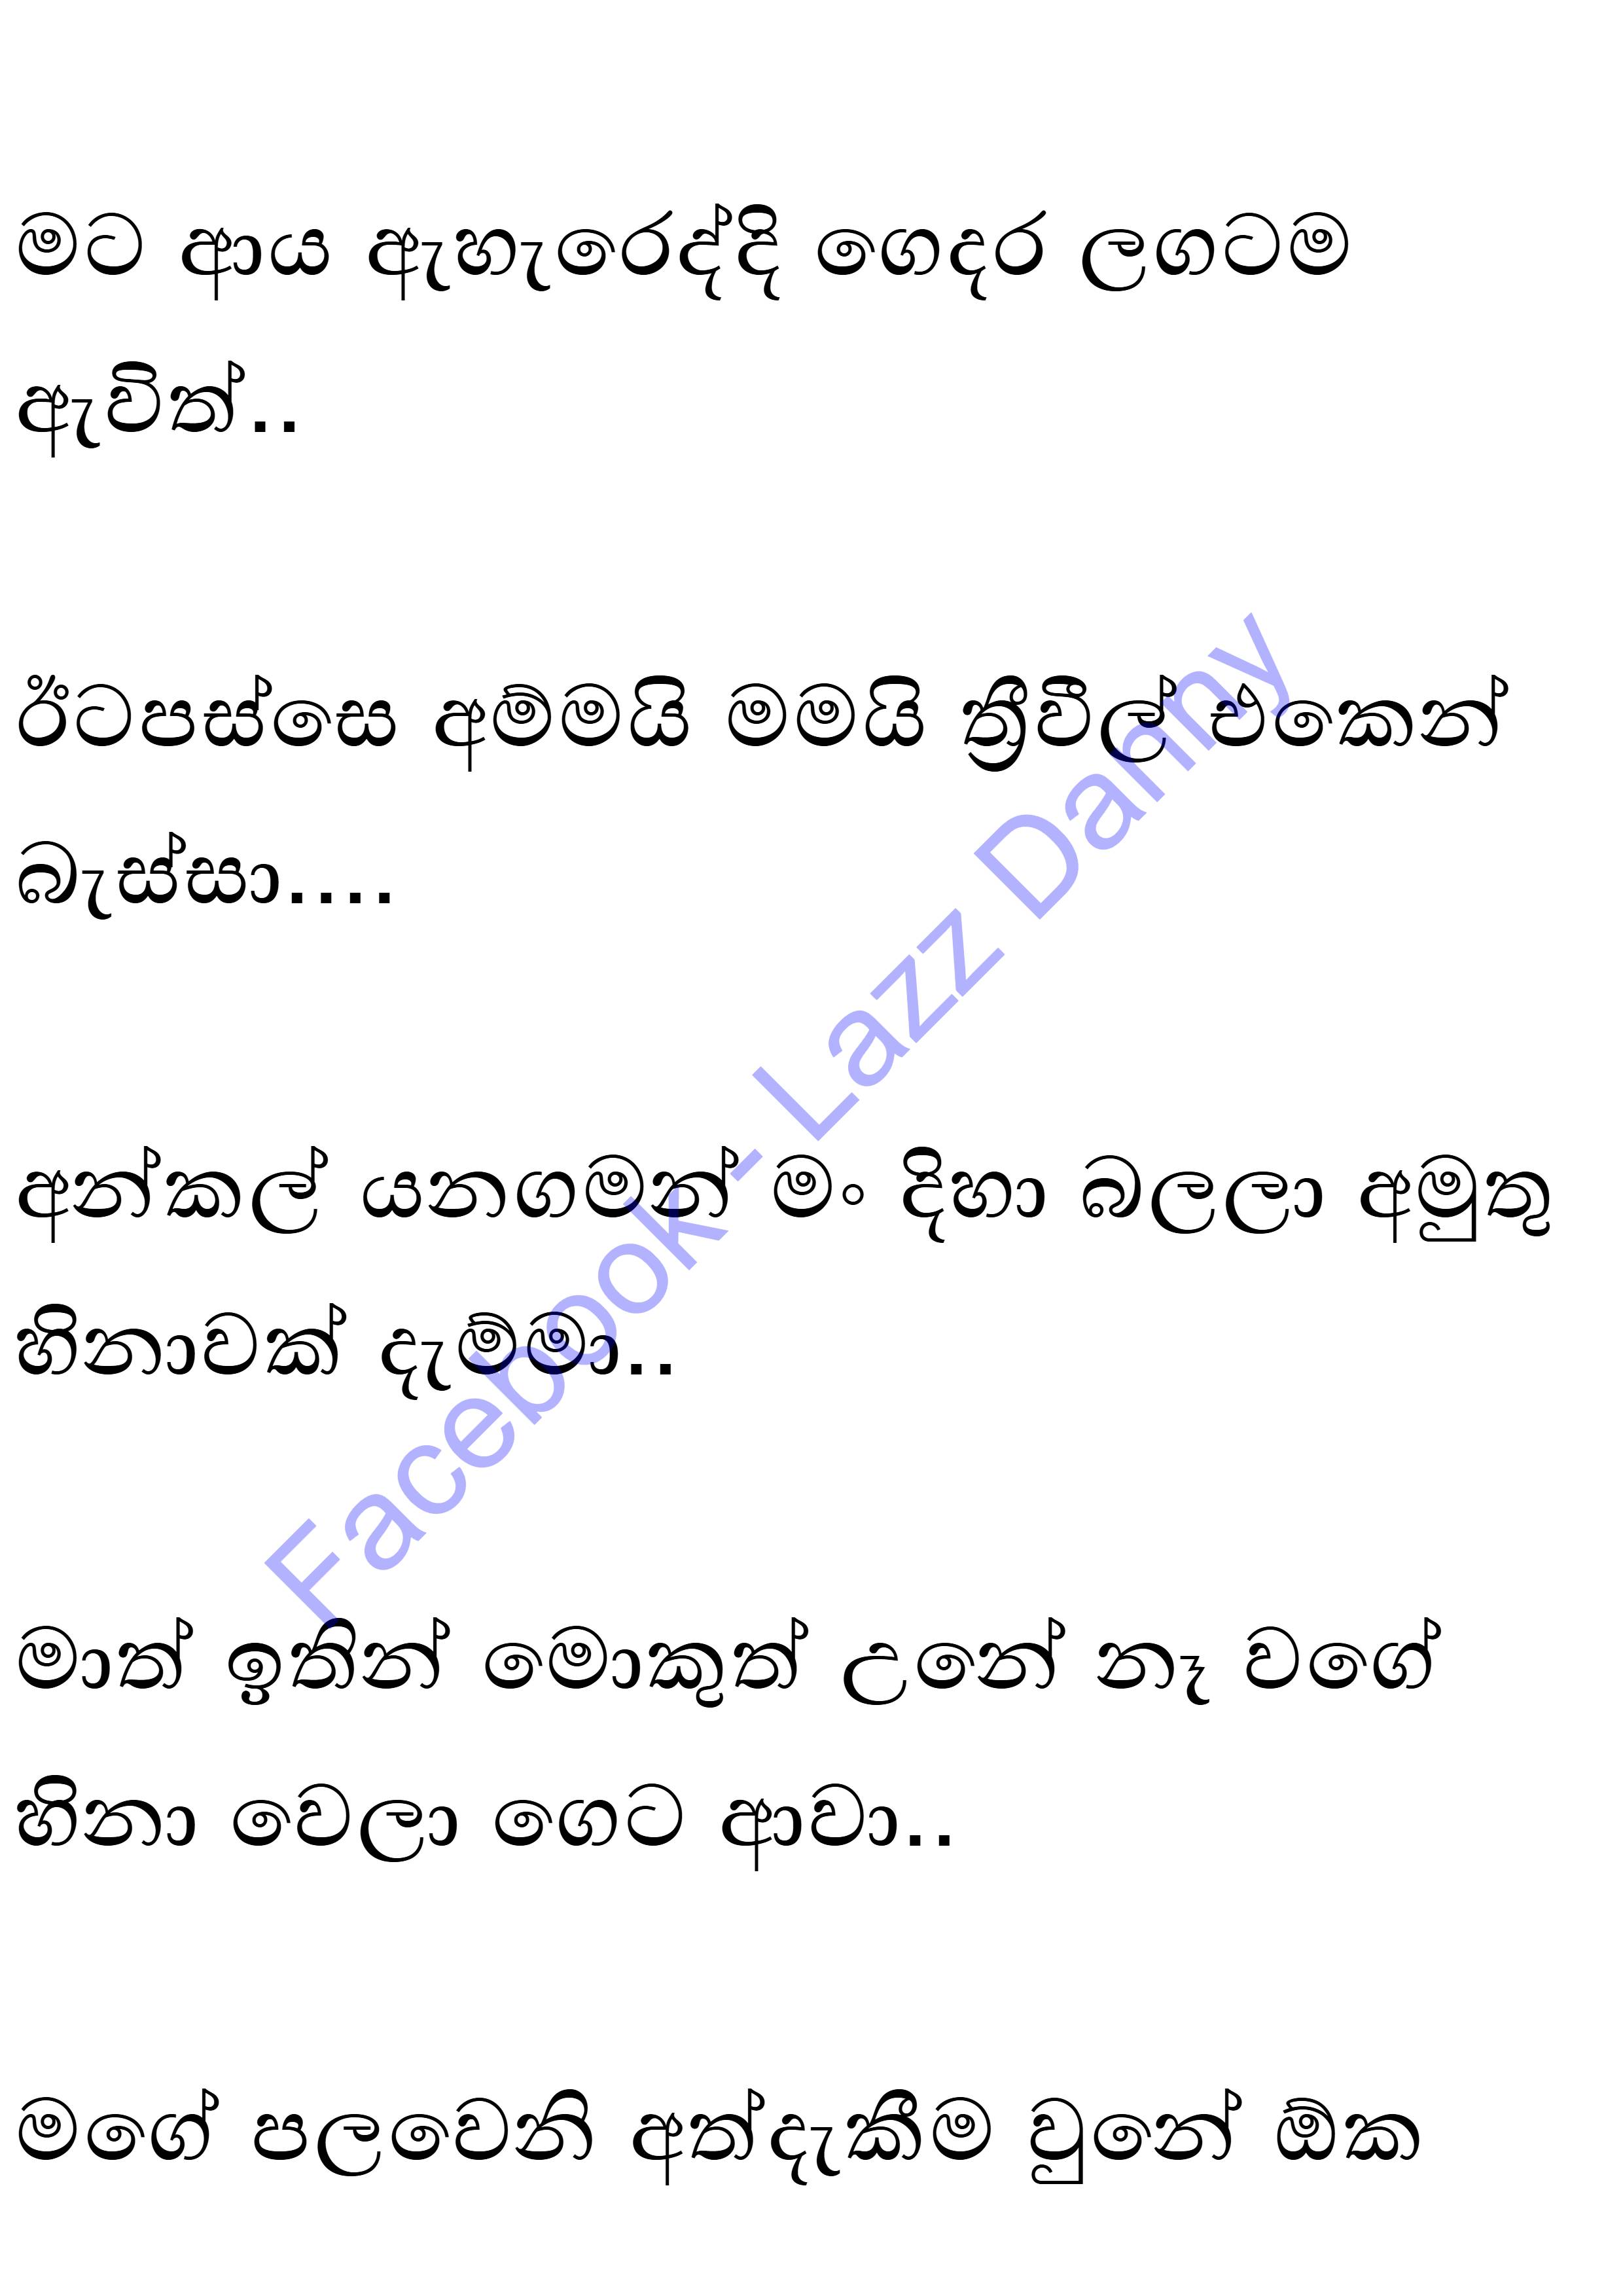 මට ආය ඇහැරෙද්දි ගෙදර ලගටම
ඇවිත්..
ඊටපස්සෙ අම්මයි මමයි ත්‍රීවිල් එකෙන්
බැස්සා....
අන්කල් යනගමන් මං දිහා බලලා අමුතු
හිනාවක් දැම්මා..
මාත් ඉතින් මොකුත් උනේ නෑ වගේ
හිනා වෙලා ගෙට ආවා..
මගේ පලවෙනි අත්දැකීම වුනේ ඕක
Facebook- Lazz Danny